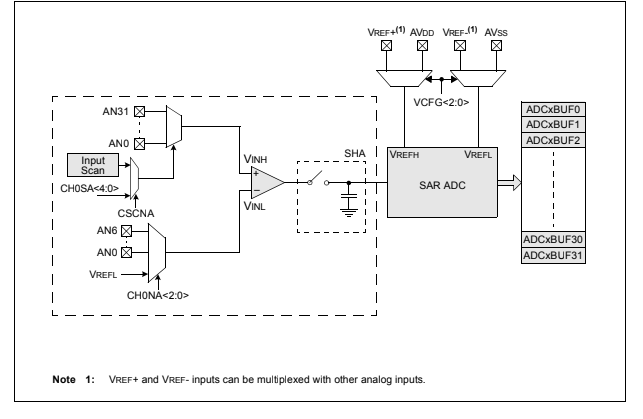 VREF+(1) AVDD VREF-(1) AVSS
VCFG<2:0>
AN31
AN0
Input
Scan
CH0SA<4:0>
CSCNA
AN6
AN0
VREFL
CH0NA<2:0>
VINH
+
–
VINL
SHA
VREFH VREFL
SAR ADC
ADCxBUF0
ADCxBUF1
ADCxBUF2
ADCxBUF30
ADCxBUF31
Note 1: VREF+ and VREF- inputs can be multiplexed with other analog inputs.